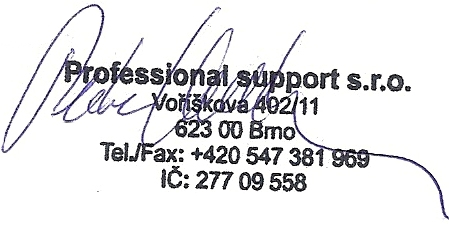 Professional support s.r.o.
Voříškova 402/11
623 00 Brno
Tel./Fax: +420 547 381 969
IČ: 277 09 558